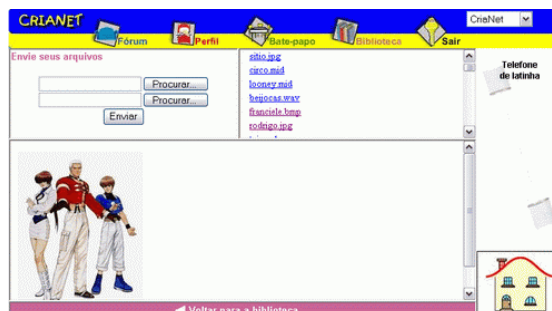 CRIANET
CriaNet
Fórum
Perfil
Bate-papo
Biblioteca
Sair
Envie seus arquivos
Procurar...
Procurar...
Enviar
sitio.jpg
circo.mid
looney.mid
beijocas.wav
franciele.bmp
rodrigo.jpg
Telefone
de latinha
Voltar para a biblioteca